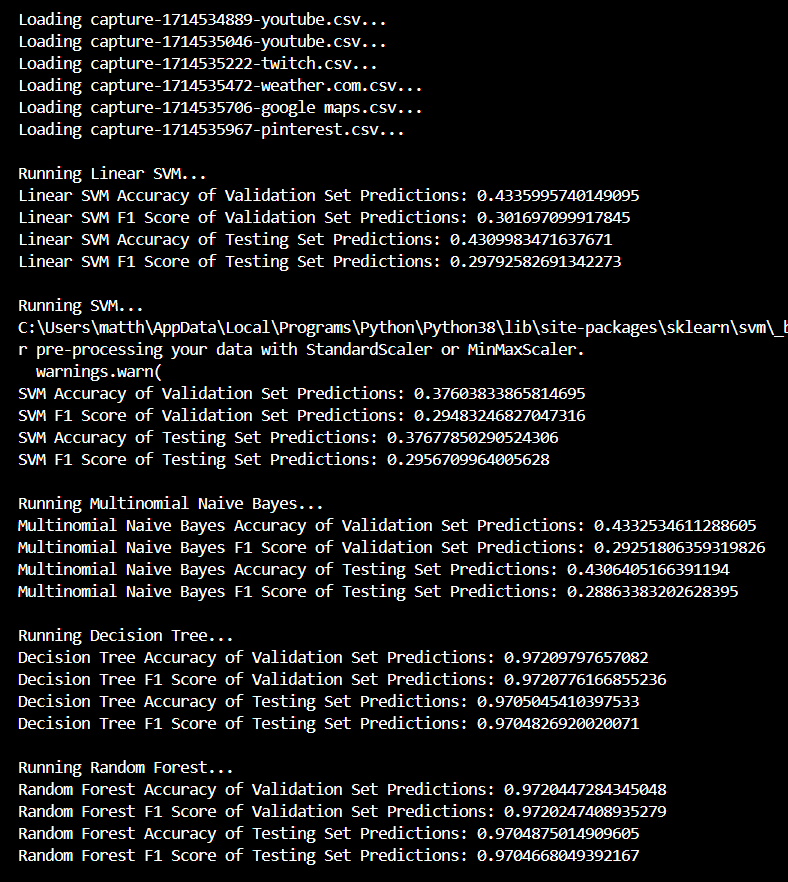 Loading capture-1714534889-youtube.csv...
Loading capture-1714535046-youtube.csv...
Loading capture-1714535222-twitch.csv...
Loading capture-1714535472-weather.com.csv...
Loading capture-1714535706-google maps.csv...
Loading capture-1714535967-pinterest.csv...
Running Linear SVM...
Linear SVM Accuracy of Validation Set Predictions: 0.4335995740149095
Linear SVM F1 Score of Validation Set Predictions: 0.301697099917845
Linear SVM Accuracy of Testing Set Predictions: 0.4309983471637671
Linear SVM F1 Score of Testing Set Predictions: 0.29792582691342273
Running SVM...
C:\Users\matth\AppData\Local\Programs\Python\Python38\lib\site-packages\sklearn\svm\_b
r pre-processing your data with StandardScaler or MinMaxScaler.
warnings.warn(
SVM Accuracy of Validation Set Predictions: 0.37603833865814695
SVM F1 Score of Validation Set Predictions: 0.29483246827047316
SVM Accuracy of Testing Set Predictions: 0.37677850290524306
SVM F1 Score of Testing Set Predictions: 0.2956709964005628
Running Multinomial Naive Bayes...
Multinomial Naive Bayes Accuracy of Validation Set Predictions: 0.4332534611288605
Multinomial Naive Bayes F1 Score of Validation Set Predictions: 0.29251806359319826
Multinomial Naive Bayes Accuracy of Testing Set Predictions: 0.4306405166391194
Multinomial Naive Bayes F1 Score of Testing Set Predictions: 0.28863383202628395
Running Decision Tree...
Decision Tree Accuracy of Validation Set Predictions: 0.97209797657082
Decision Tree F1 Score of Validation Set Predictions: 0.9720776166855236
Decision Tree Accuracy of Testing Set Predictions: 0.9705045410397533
Decision Tree F1 Score of Testing Set Predictions: 0.9704826920020071
Running Random Forest...
Random Forest Accuracy of Validation Set Predictions: 0.9720447284345048
Random Forest F1 Score of Validation Set Predictions: 0.9720247408935279
Random Forest Accuracy of Testing Set Predictions: 0.9704875014909605
Random Forest F1 Score of Testing Set Predictions: 0.9704668049392167